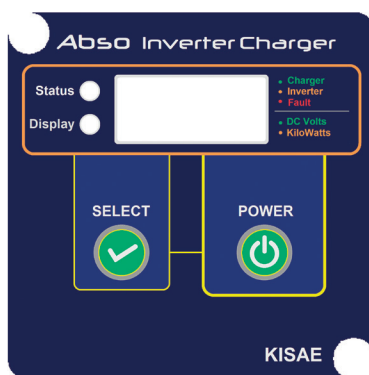 Abso Inverter Charger
Status
Charger
Inverter
Fault
Display
DC Volts
KiloWatts
SELECT
POWER
KISAE